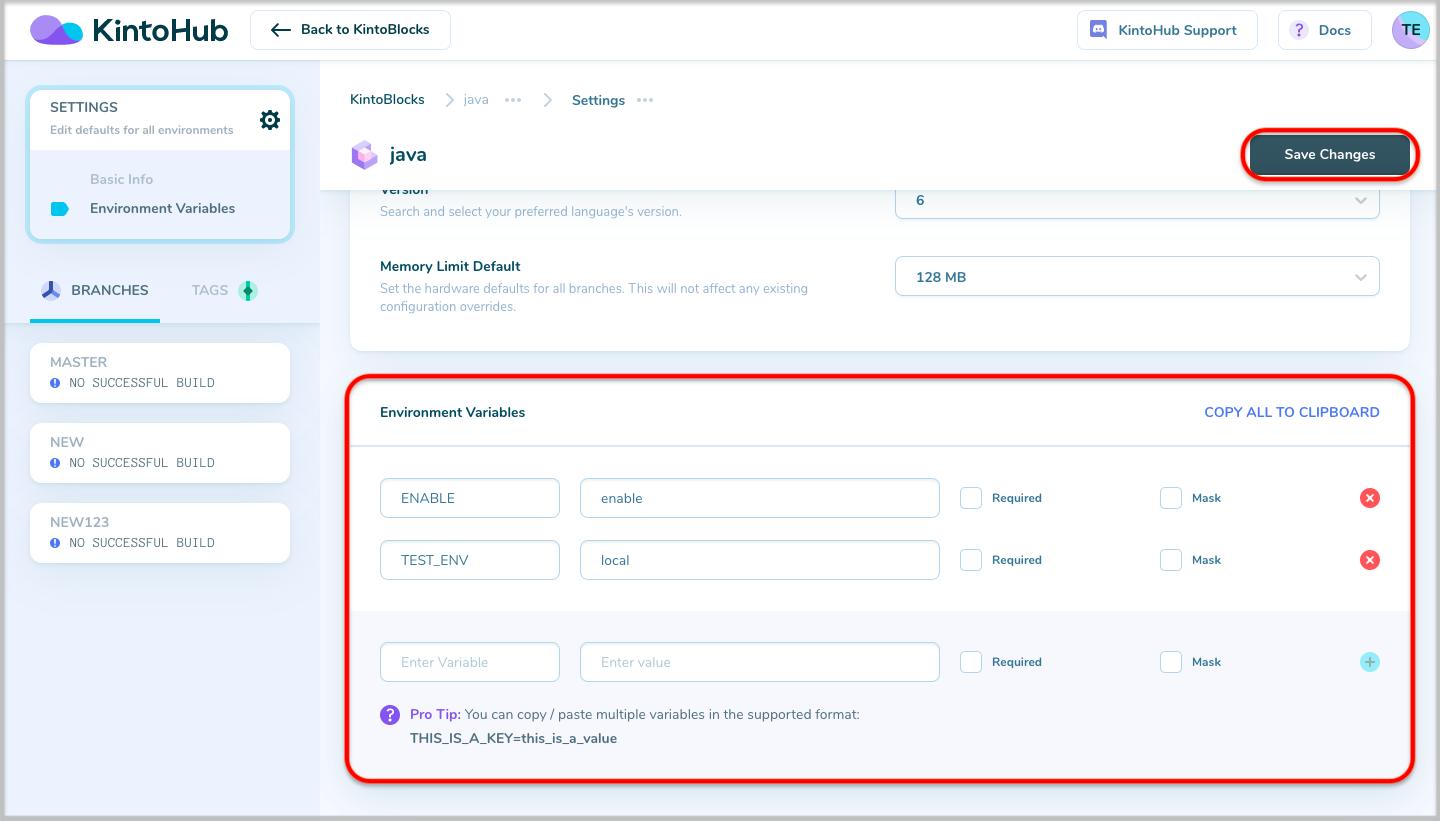 KintoHub
Back to KintoBlocks
KintoHub Support
? Docs
TE
SETTINGS
Edit defaults for all environments
Basic Info
Environment Variables
BRANCHES
TAGS
MASTER
NO SUCCESSFUL BUILD
NEW
NO SUCCESSFUL BUILD
NEW123
NO SUCCESSFUL BUILD
KintoBlocks java ••• Settings •••
java
Save Changes
Version
Search and select your preferred language's version.
6
Memory Limit Default
Set the hardware defaults for all branches. This will not affect any existing
configuration overrides.
128 MB
Environment Variables
COPY ALL TO CLIPBOARD
ENABLE enable Required Mask
TEST_ENV local Required Mask
Enter Variable Enter value Required Mask
? Pro Tip: You can copy / paste multiple variables in the supported format:
THIS_IS_A_KEY=this_is_a_value